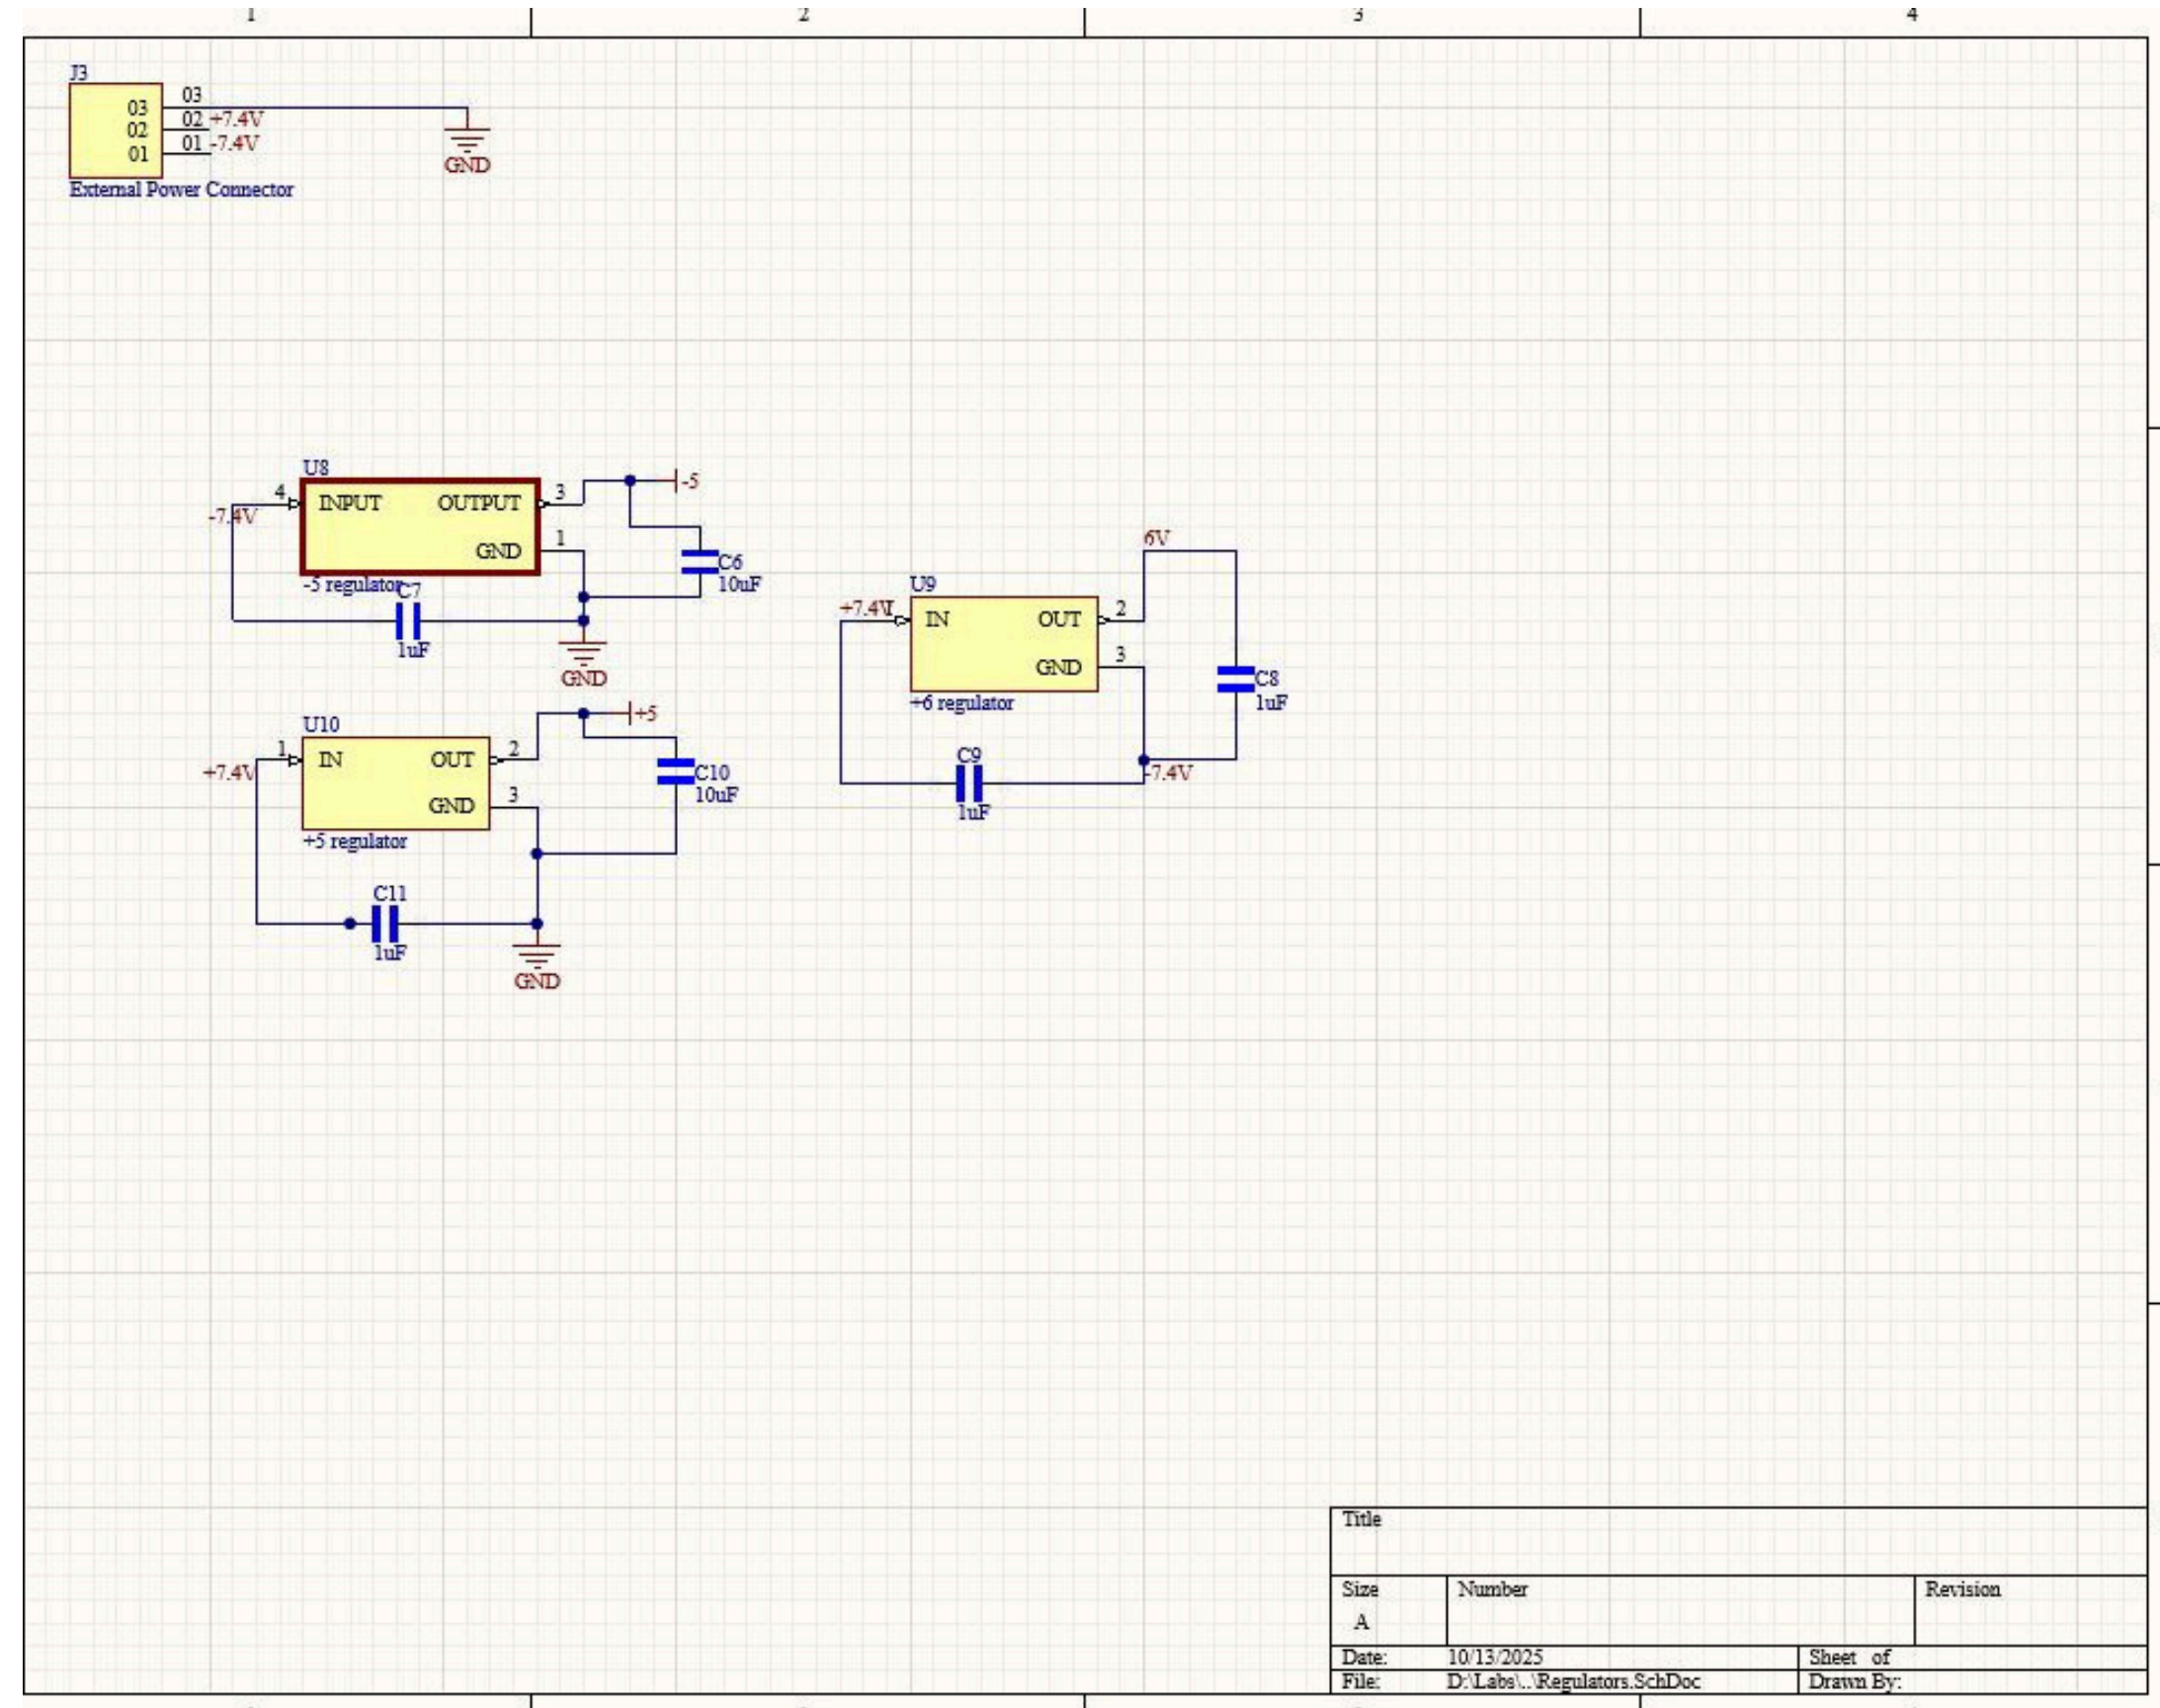 1 2 3 4
J3
03 03
02 02 +7.4V
01 01 -7.4V
GND
External Power Connector
U8
4 INPUT OUTPUT 3
-7.4V
GND 1
-5 regulator
-5
C6
10uF
C7
1uF
GND
U10
1 IN OUT 2
+7.4V
GND 3
+5 regulator
+5
C10
10uF
C11
1uF
GND
U9
+7.4V
IN OUT 2
GND 3
+6 regulator
6V
C8
1uF
C9
1uF
-7.4V
Title
Size Number Revision
A
Date: 10/13/2025 Sheet of
File: D:\Labs\..\Regulators.SchDoc Drawn By: